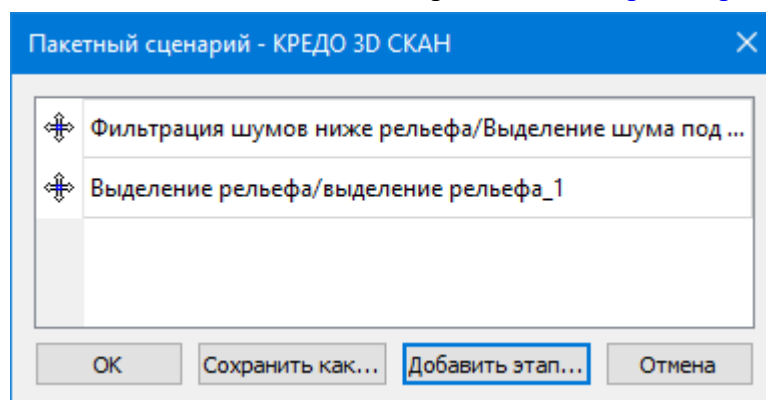 Пакетный сценарий - КРЕДО 3D СКАН
Фильтрация шумов ниже рельефа/Выделение шума под ...
Выделение рельефа/выделение рельефа_1
ОК Сохранить как... Добавить этап... Отмена